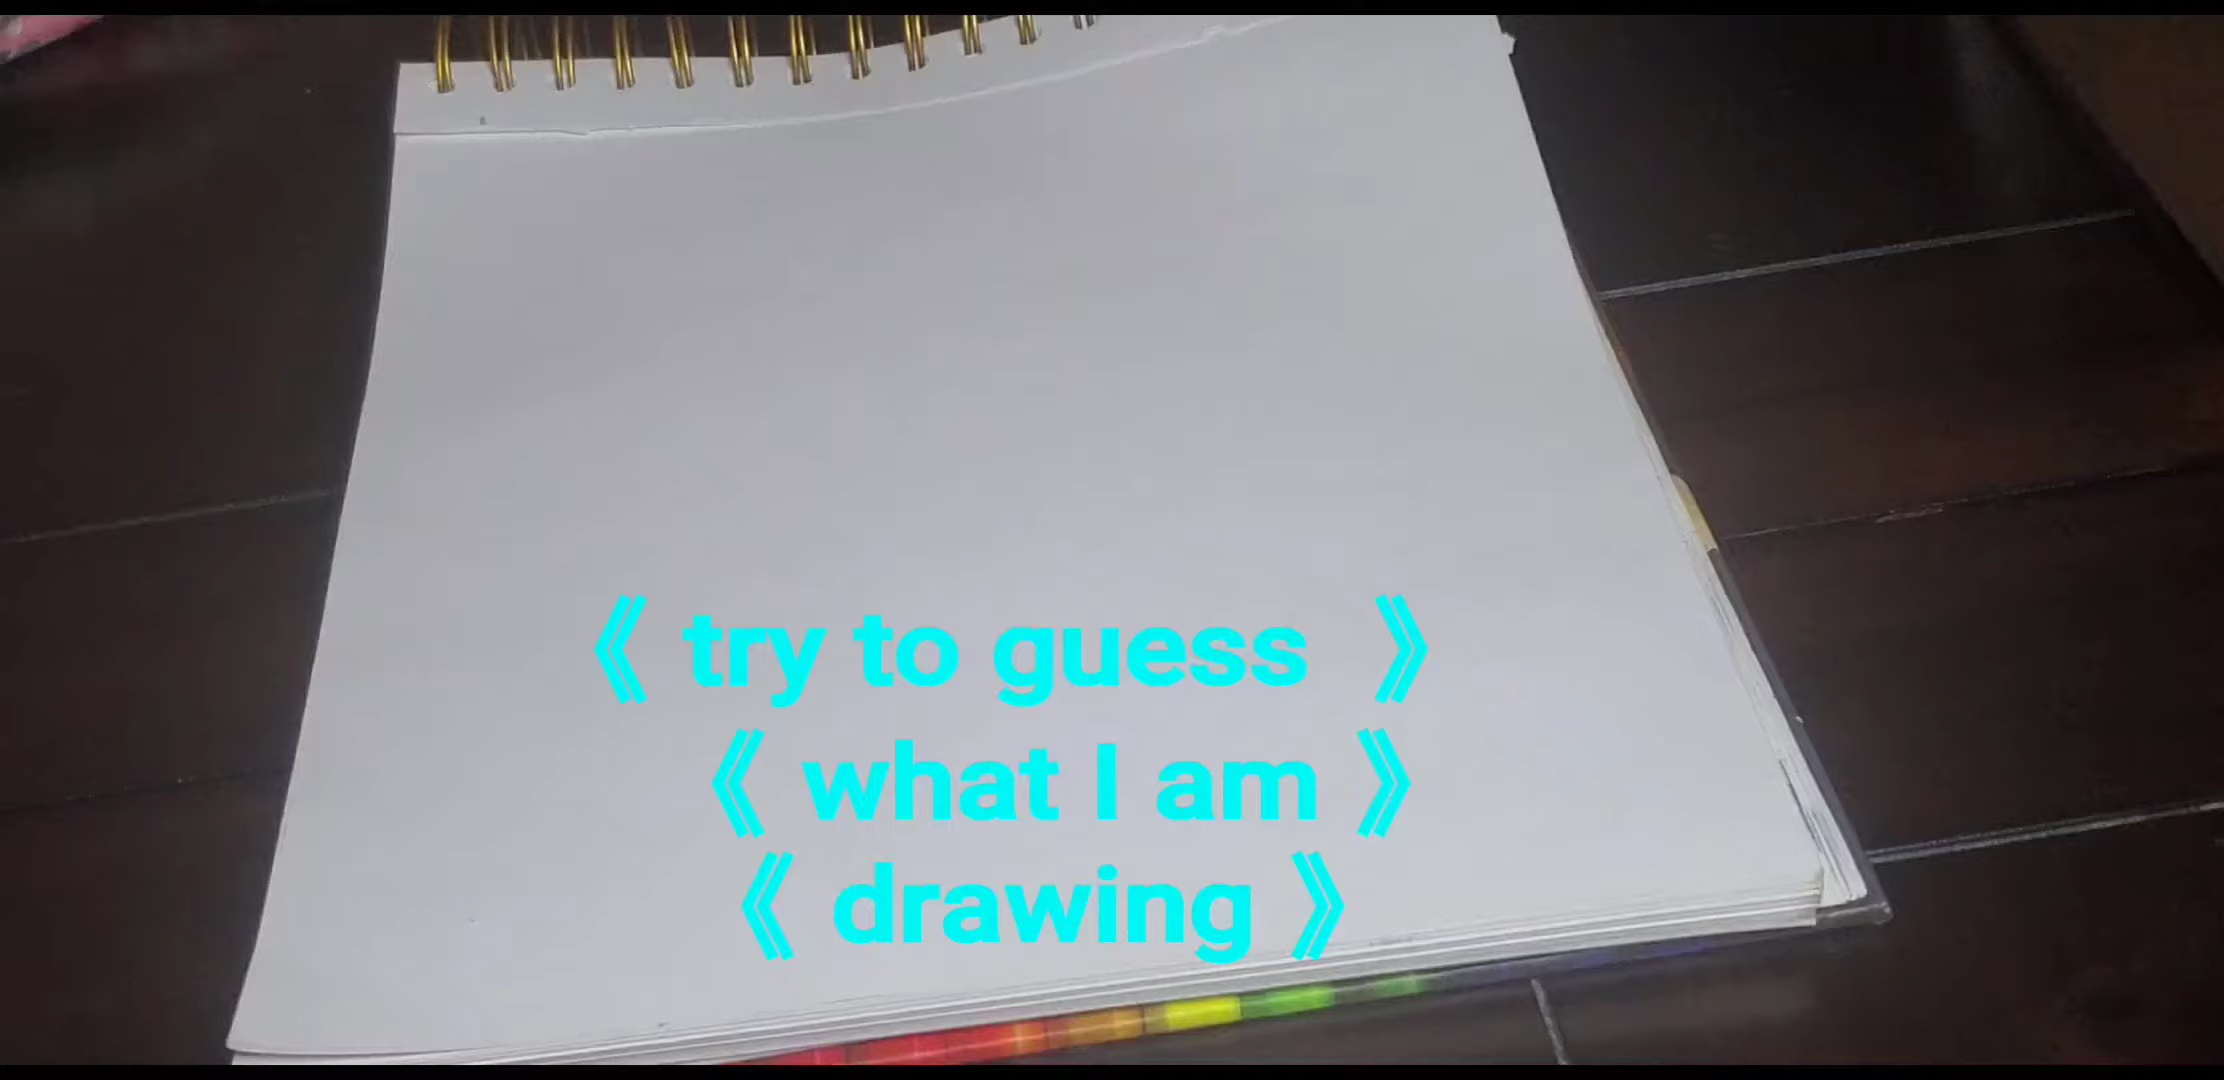 《 try to guess 》
《 what I am 》
《 drawing 》